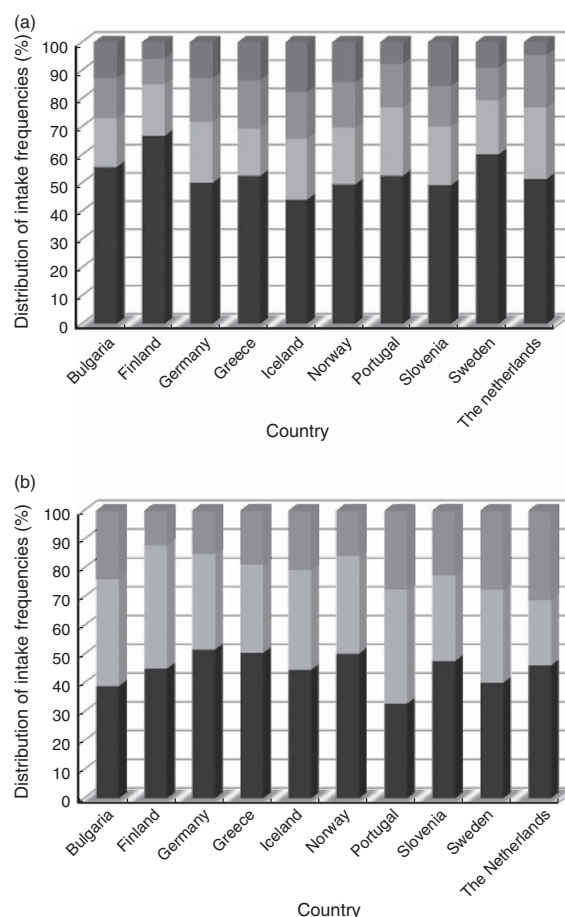 (a)
Distribution of intake frequencies (%)
100
90
80
70
60
50
40
30
20
10
0
Bulgaria
Finland
Germany
Greece
Iceland
Norway
Portugal
Slovenia
Sweden
The netherlands
Country
(b)
Distribution of intake frequencies (%)
100
90
80
70
60
50
40
30
20
10
0
Bulgaria
Finland
Germany
Greece
Iceland
Norway
Portugal
Slovenia
Sweden
The Netherlands
Country